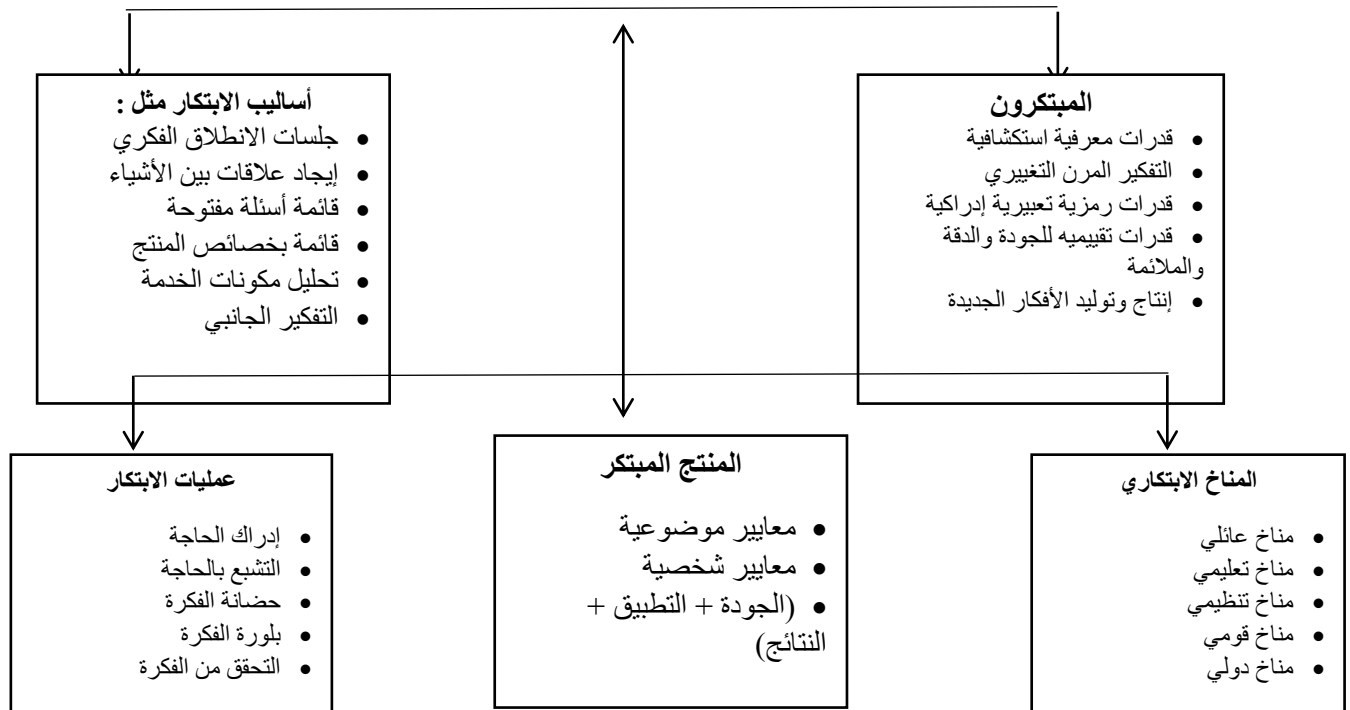 المبتكرون
• قدرات معرفية استكشافية
• التفكير المرن التغييري
• قدرات رمزية تعبيرية إدراكية
• قدرات تقييميه للجودة والدقة
والملائمة
• إنتاج وتوليد الأفكار الجديدة
أساليب الابتكار مثل :
• جلسات الانطلاق الفكري
• إيجاد علاقات بين الأشياء
• قائمة أسئلة مفتوحة
• قائمة بخصائص المنتج
• تحليل مكونات الخدمة
• التفكير الجانبي
المناخ الابتكاري
• مناخ عائلي
• مناخ تعليمي
• مناخ تنظيمي
• مناخ قومي
• مناخ دولي
المنتج المبتكر
• معايير موضوعية
• معايير شخصية
• (الجودة + التطبيق +
النتائج)
عمليات الابتكار
• إدراك الحاجة
• التشبع بالحاجة
• حضانة الفكرة
• بلورة الفكرة
• التحقق من الفكرة